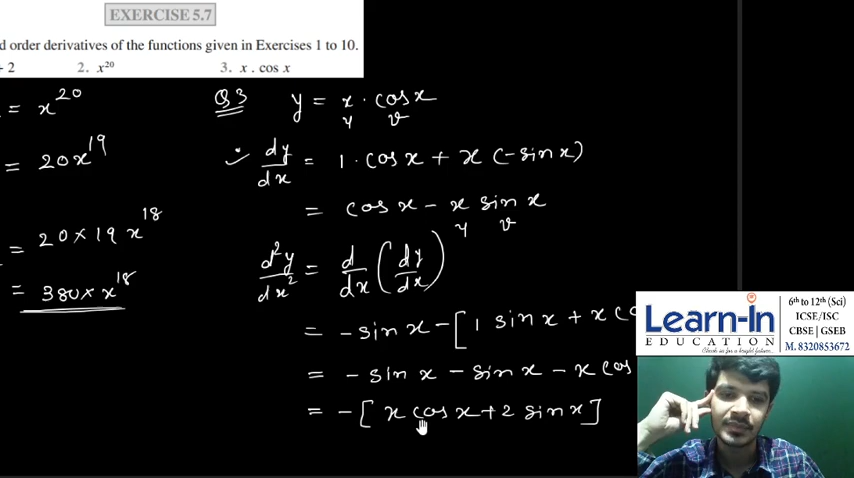 EXERCISE 5.7
d order derivatives of the functions given in Exercises 1 to 10.
+ 2 2. x²⁰ 3. x . cos x
= x²⁰
= 20x¹⁹
= 20 × 19 x¹⁸
= 380 × x¹⁸
Q3 y = x · cos x
u v
dy/dx = 1 · cos x + x (-sin x)
= cos x - x sin x
u v
d²y/dx² = d/dx (dy/dx)
= - sin x - [1 sin x + x co
= - sin x - sin x - x cos
= - [x cos x + 2 sin x]
Learn-In
EDUCATION
6th to 12th (Sci)
ICSE/ISC
CBSE | GSEB
M. 8320853672